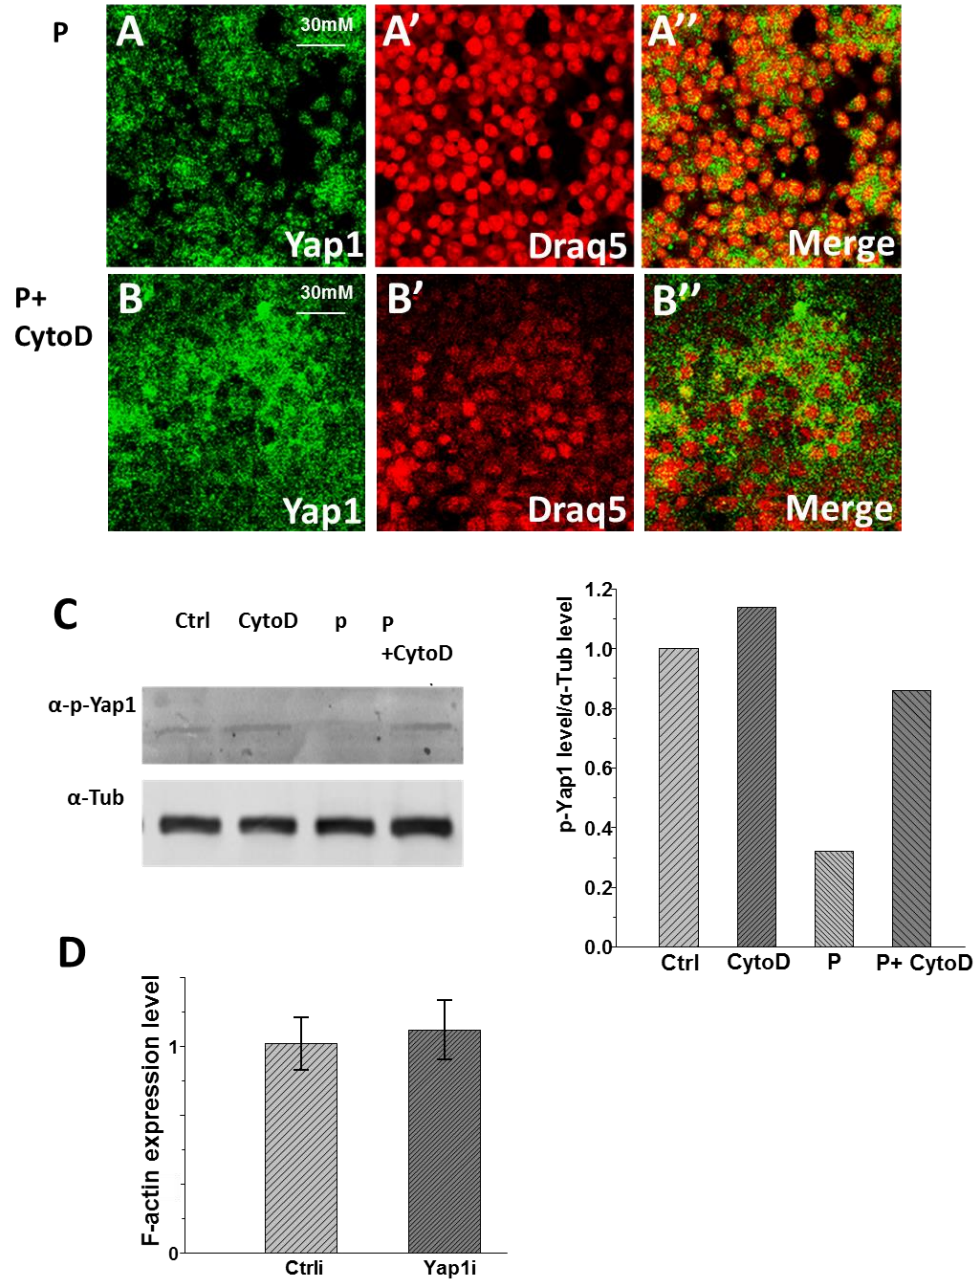 P
A
30mM
Yap1
A’
Draq5
A’’
Merge
P+
CytoD
B
30mM
Yap1
B’
Draq5
B’’
Merge
C
Ctrl
CytoD
p
P
+CytoD
α-p-Yap1
α-Tub
p-Yap1 level/α-Tub level
1.2
1.0
0.8
0.6
0.4
0.2
0.0
Ctrl
CytoD
P
P+ CytoD
D
F-actin expression level
1
0
Ctrli
Yap1i